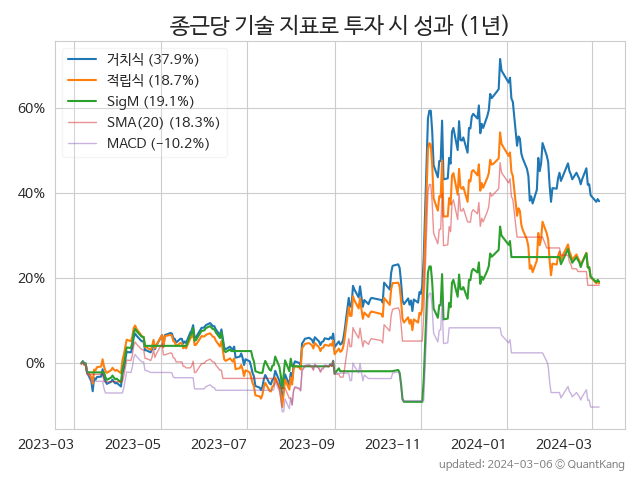 종근당 기술 지표로 투자 시 성과 (1년)
거치식 (37.9%)
적립식 (18.7%)
SigM (19.1%)
SMA(20) (18.3%)
MACD (−10.2%)
60%
40%
20%
0%
2023-03 2023-05 2023-07 2023-09 2023-11 2024-01 2024-03
updated: 2024-03-06 © QuantKang